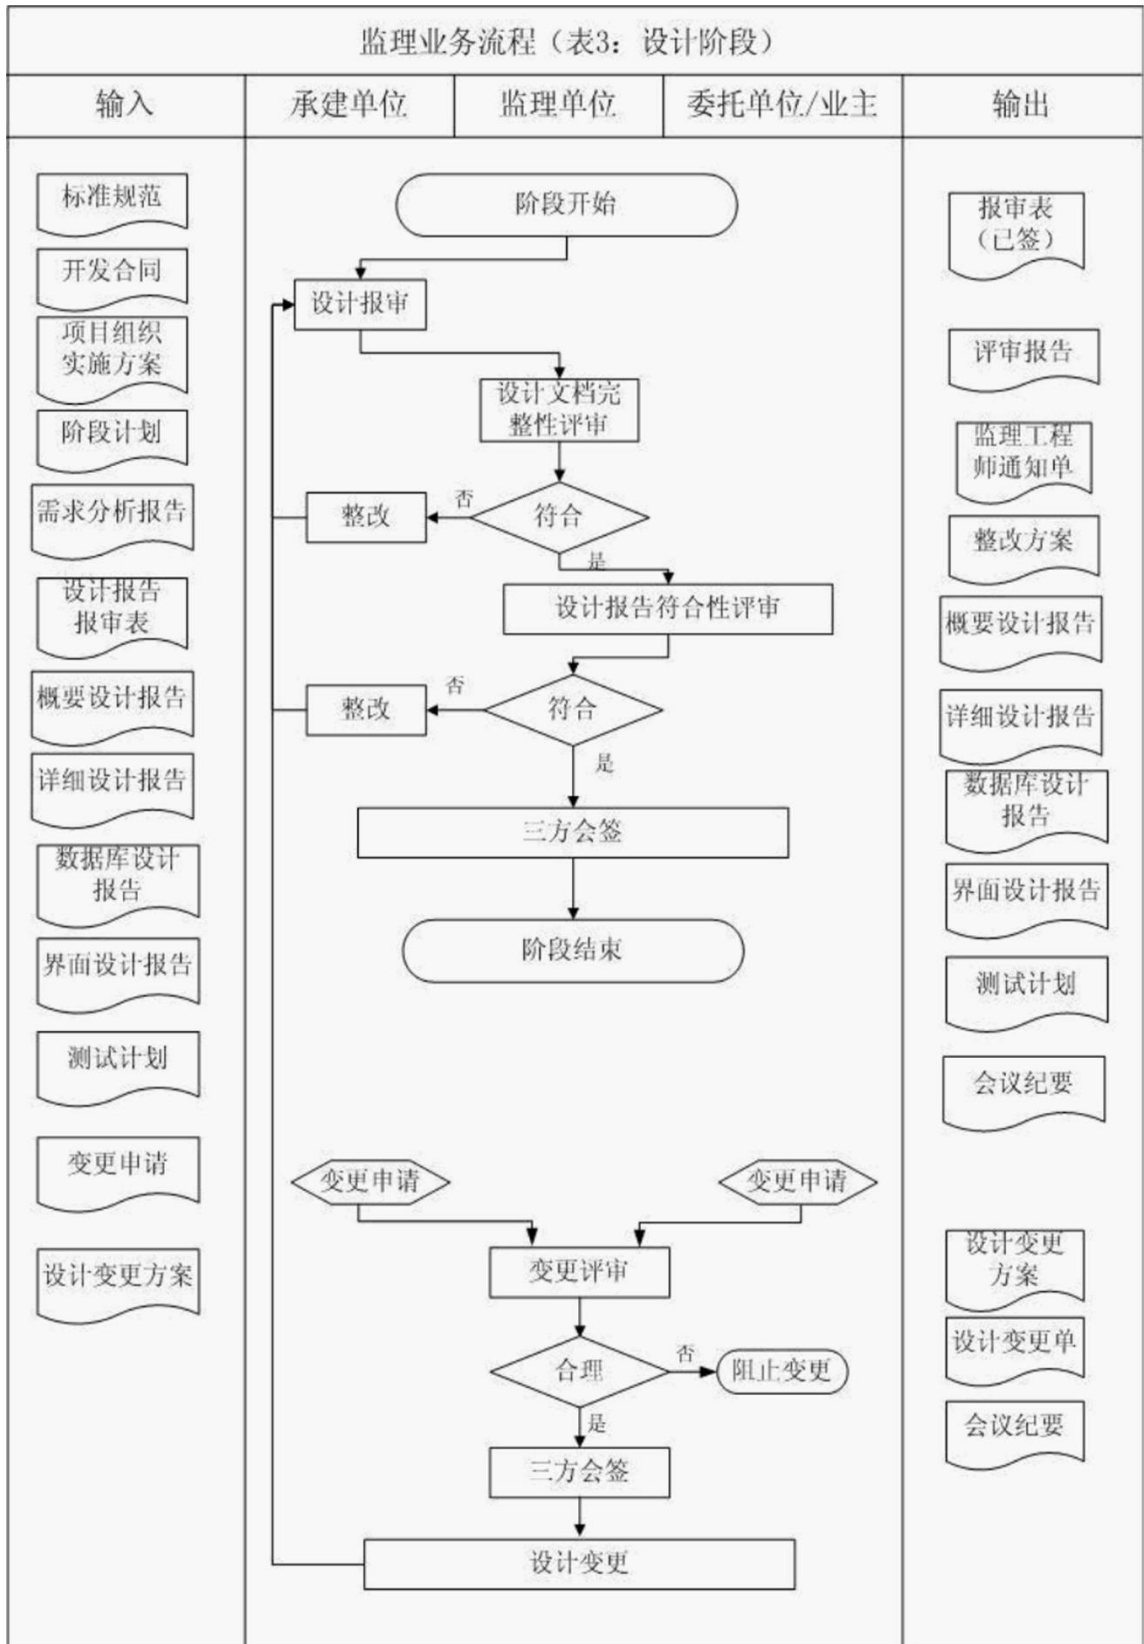 监理业务流程（表3：设计阶段）
输入
承建单位
监理单位
委托单位/业主
输出
标准规范
开发合同
项目组织
实施方案
阶段计划
需求分析报告
设计报告
报审表
概要设计报告
详细设计报告
数据库设计
报告
界面设计报告
测试计划
变更申请
设计变更方案
阶段开始
设计报审
设计文档完
整性评审
符合
否
整改
是
设计报告符合性评审
符合
否
整改
是
三方会签
阶段结束
变更申请
变更申请
变更评审
合理
否
阻止变更
是
三方会签
设计变更
报审表
（已签）
评审报告
监理工程
师通知单
整改方案
概要设计报告
详细设计报告
数据库设计
报告
界面设计报告
测试计划
会议纪要
设计变更
方案
设计变更单
会议纪要